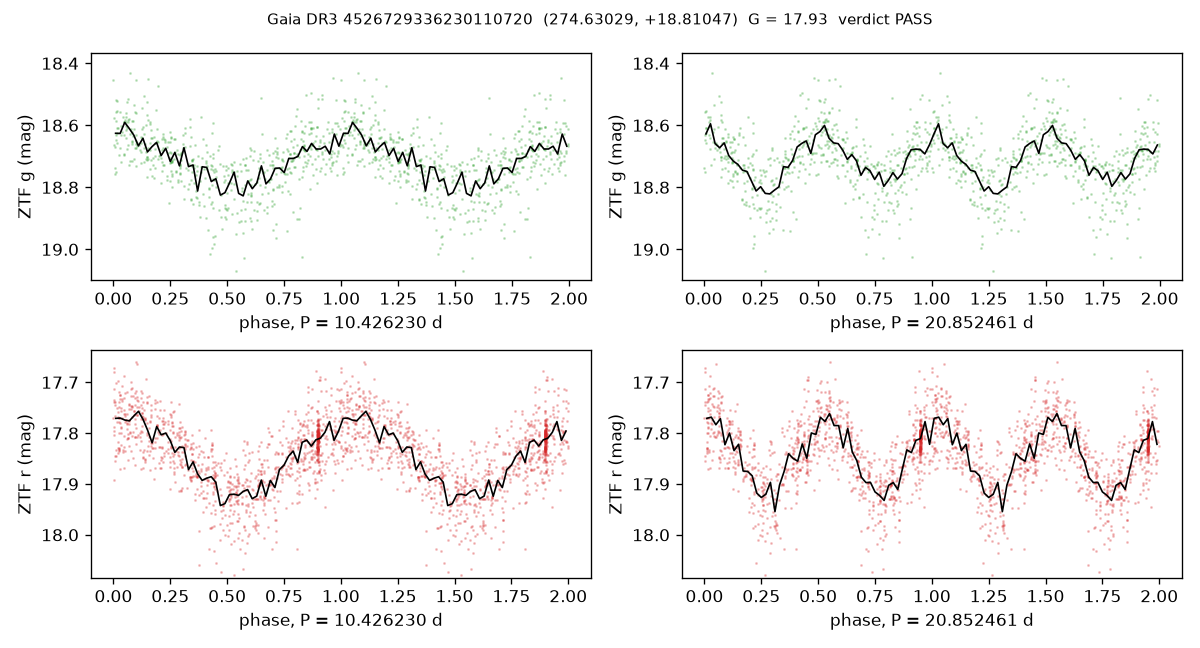 Gaia DR3 4526729336230110720 (274.63029, +18.81047) G = 17.93 verdict PASS
ZTF g (mag)
18.4
18.6
18.8
19.0
0.00 0.25 0.50 0.75 1.00 1.25 1.50 1.75 2.00
phase, P = 10.426230 d
ZTF g (mag)
18.4
18.6
18.8
19.0
0.00 0.25 0.50 0.75 1.00 1.25 1.50 1.75 2.00
phase, P = 20.852461 d
ZTF r (mag)
17.7
17.8
17.9
18.0
0.00 0.25 0.50 0.75 1.00 1.25 1.50 1.75 2.00
phase, P = 10.426230 d
ZTF r (mag)
17.7
17.8
17.9
18.0
0.00 0.25 0.50 0.75 1.00 1.25 1.50 1.75 2.00
phase, P = 20.852461 d